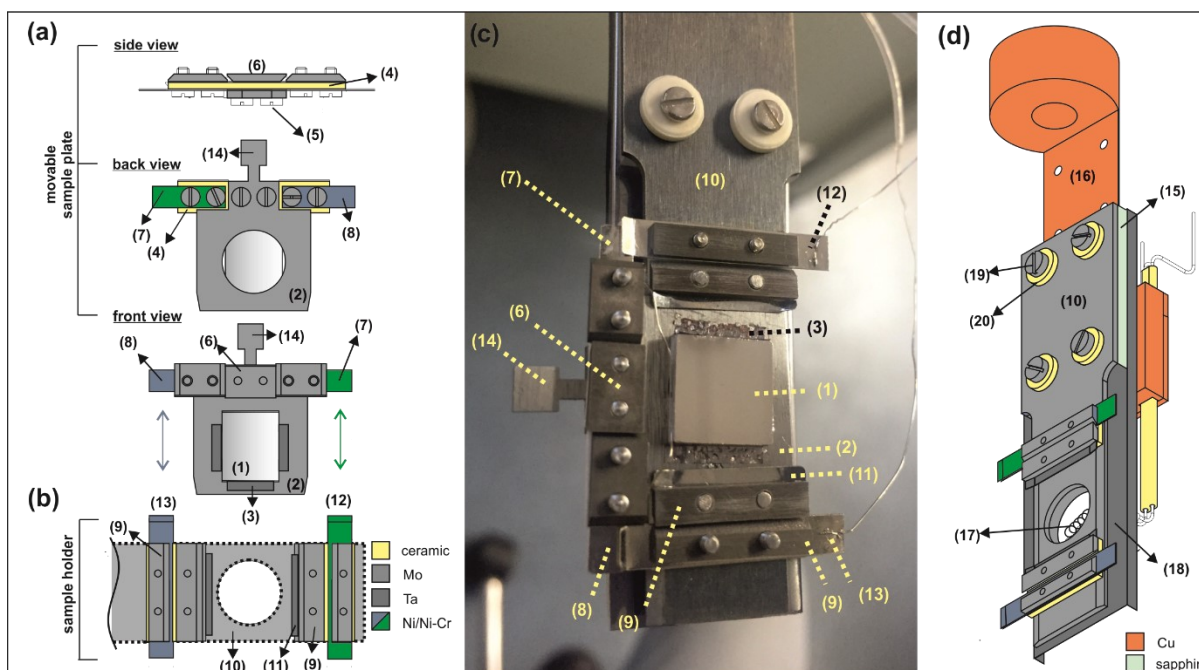 (a)
side view
(6)
(4)
(5)
movable
sample plate
back view
(14)
(7)
(4)
(8)
(2)
front view
(14)
(8)
(6)
(7)
(1)
(2)
(3)
(b)
sample holder
(13)
(12)
(9)
(10)
(11)
(9)
ceramic
Mo
Ta
Ni/Ni-Cr
(c)
(7)
(10)
(12)
(6)
(3)
(14)
(1)
(2)
(11)
(8)
(9)
(9)
(13)
(d)
(16)
(15)
(19)
(10)
(20)
(17)
(18)
Cu